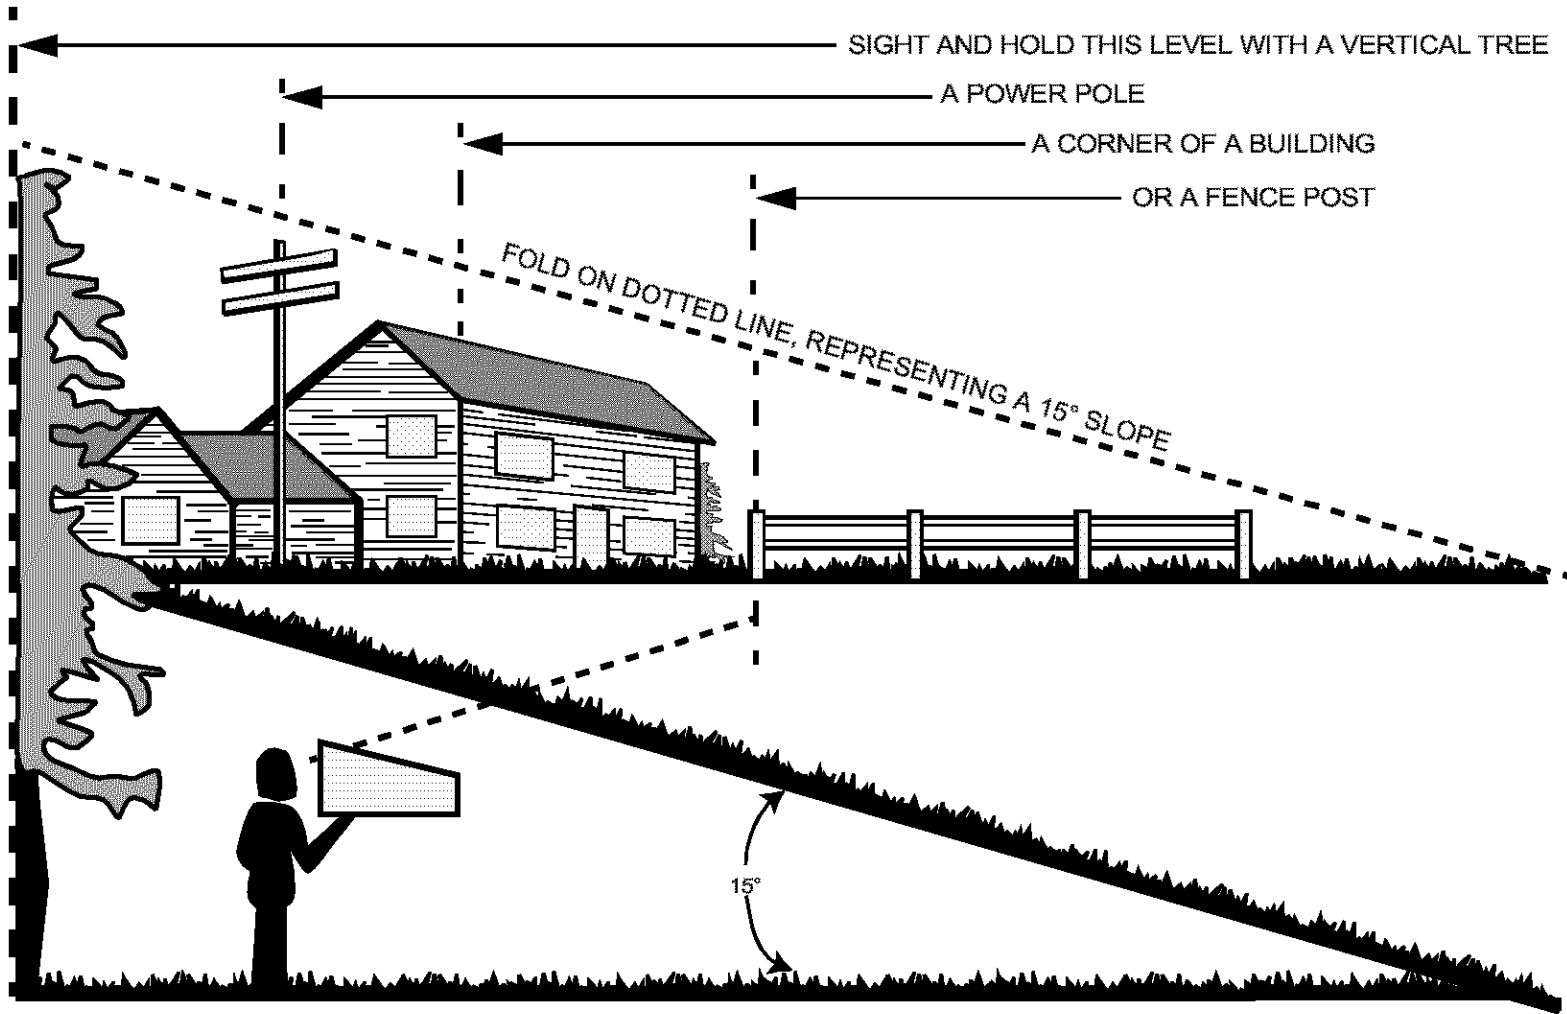 SIGHT AND HOLD THIS LEVEL WITH A VERTICAL TREE
A POWER POLE
A CORNER OF A BUILDING
OR A FENCE POST
FOLD ON DOTTED LINE, REPRESENTING A 15° SLOPE
15°